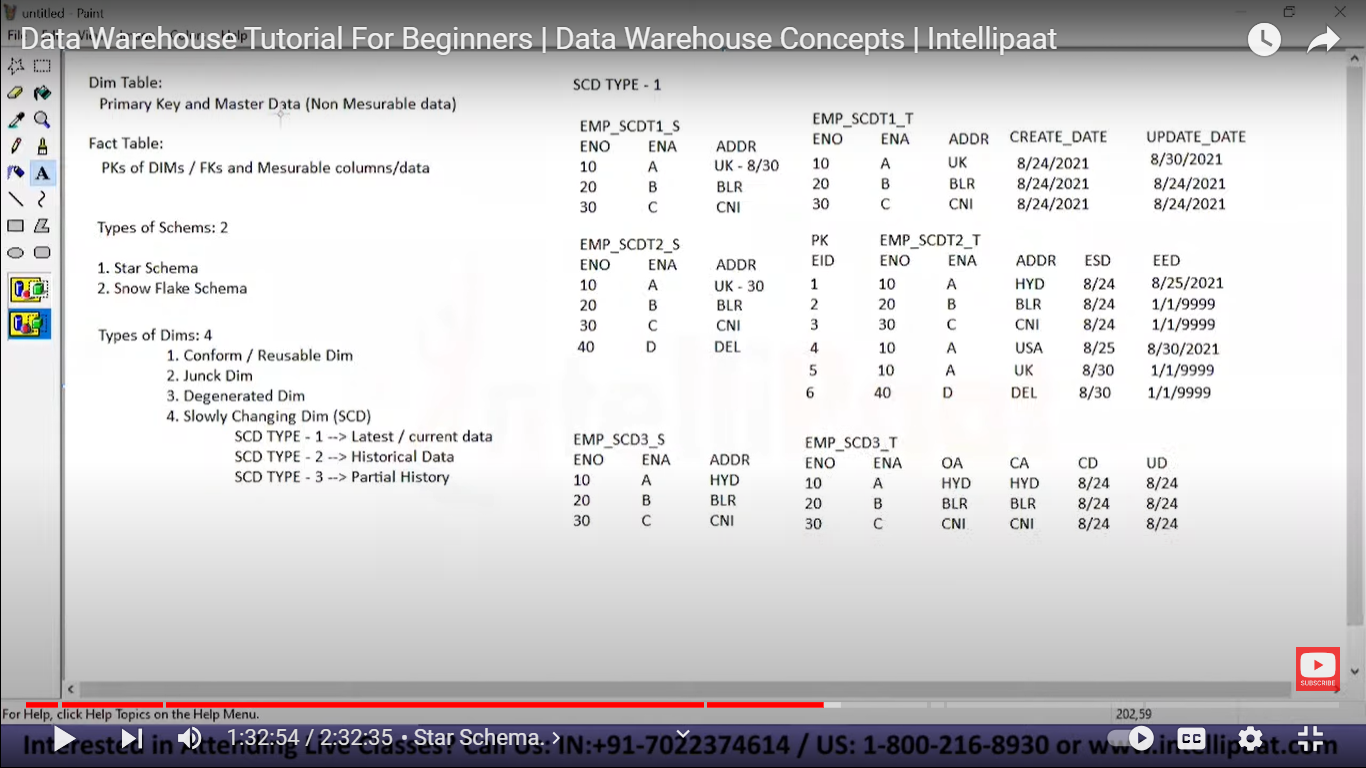 untitled - Paint
Data Warehouse Tutorial For Beginners | Data Warehouse Concepts | Intellipaat
Dim Table:
Primary Key and Master Data (Non Mesurable data)
Fact Table:
PKs of DIMs / FKs and Mesurable columns/data
Types of Schems: 2
1. Star Schema
2. Snow Flake Schema
Types of Dims: 4
1. Conform / Reusable Dim
2. Junck Dim
3. Degenerated Dim
4. Slowly Changing Dim (SCD)
SCD TYPE - 1 --> Latest / current data
SCD TYPE - 2 --> Historical Data
SCD TYPE - 3 --> Partial History
SCD TYPE - 1
EMP_SCDT1_S
ENO ENA ADDR
10 A UK - 8/30
20 B BLR
30 C CNI
EMP_SCDT1_T
ENO ENA ADDR CREATE_DATE UPDATE_DATE
10 A UK 8/24/2021 8/30/2021
20 B BLR 8/24/2021 8/24/2021
30 C CNI 8/24/2021 8/24/2021
EMP_SCDT2_S
ENO ENA ADDR
10 A UK - 30
20 B BLR
30 C CNI
40 D DEL
PK EMP_SCDT2_T
EID ENO ENA ADDR ESD EED
1 10 A HYD 8/24 8/25/2021
2 20 B BLR 8/24 1/1/9999
3 30 C CNI 8/24 1/1/9999
4 10 A USA 8/25 8/30/2021
5 10 A UK 8/30 1/1/9999
6 40 D DEL 8/30 1/1/9999
EMP_SCD3_S
ENO ENA ADDR
10 A HYD
20 B BLR
30 C CNI
EMP_SCD3_T
ENO ENA OA CA CD UD
10 A HYD HYD 8/24 8/24
20 B BLR BLR 8/24 8/24
30 C CNI CNI 8/24 8/24
SUBSCRIBE
For Help, click Help Topics on the Help Menu.
202,59
1:32:54 / 2:32:35 • Star Schema.
CC
Interested in Attending Live Classes? Call Us: IN:+91-7022374614 / US: 1-800-216-8930 or www.intellipaat.com